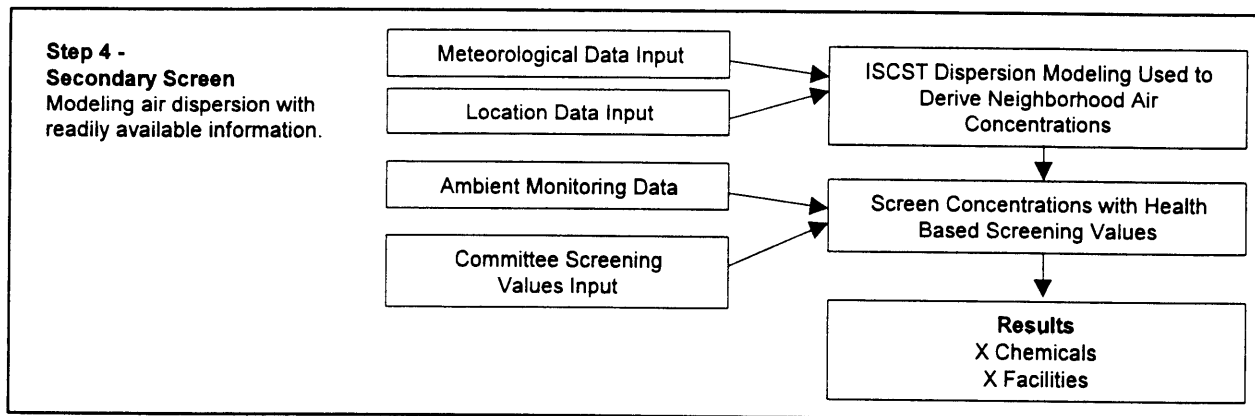 Step 4 -
Secondary Screen
Modeling air dispersion with
readily available information.
Meteorological Data Input
Location Data Input
Ambient Monitoring Data
Committee Screening
Values Input
ISCST Dispersion Modeling Used to
Derive Neighborhood Air
Concentrations
Screen Concentrations with Health
Based Screening Values
Results
X Chemicals
X Facilities